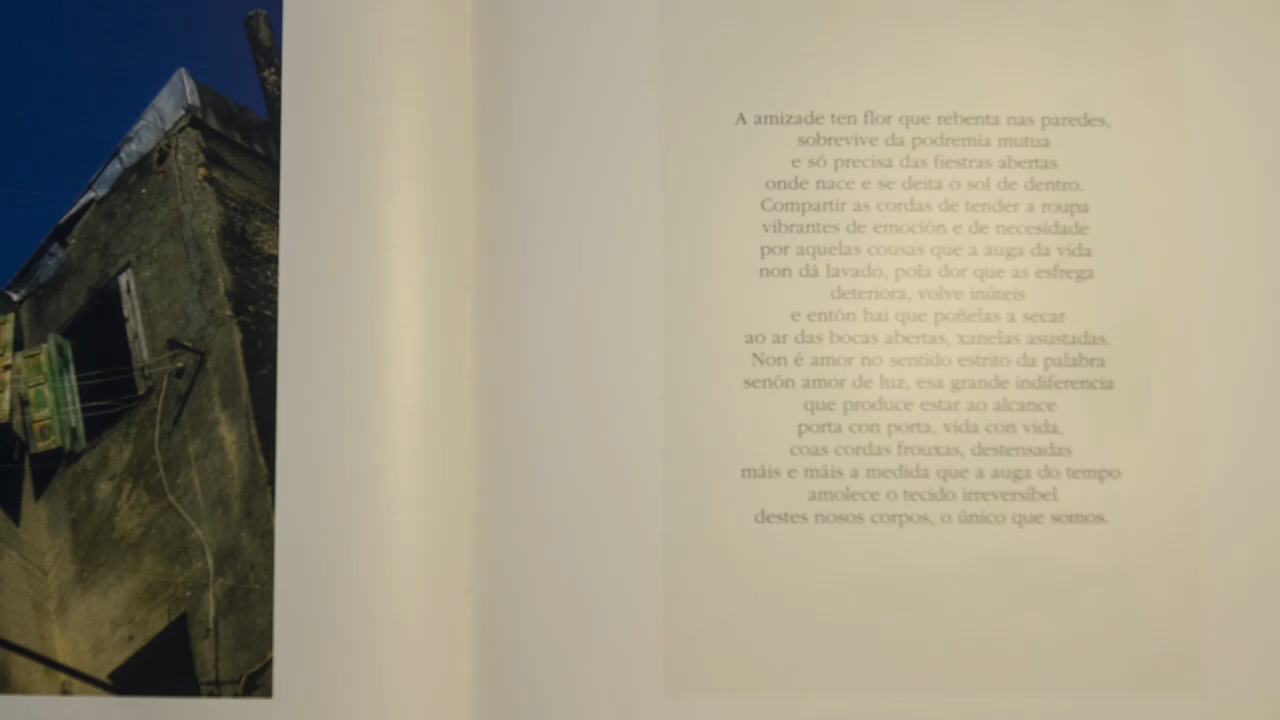 A amizade ten flor que rebenta nas paredes,
sobrevive da podremia mutua
e só precisa das fiestras abertas
onde nace e se deita o sol de dentro.
Compartir as cordas de tender a roupa
vibrantes de emoción e de necesidade
por aquelas cousas que a auga da vida
non dá lavado, pola dor que as esfrega
deteriora, volve inúteis
e entón hai que poñelas a secar
ao ar das bocas abertas, xanelas asustadas.
Non é amor no sentido estrito da palabra
senón amor de luz, esa grande indiferencia
que produce estar ao alcance
porta con porta, vida con vida,
coas cordas frouxas, destensadas
máis e máis a medida que a auga do tempo
amolece o tecido irreversíbel
destes nosos corpos, o único que somos.